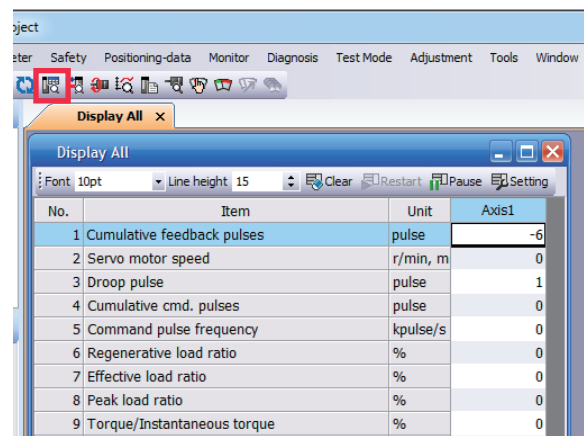 oject
eter Safety Positioning-data Monitor Diagnosis Test Mode Adjustment Tools Window
Display All ×
Display All
Font 10pt Line height 15 Clear Restart Pause Setting
No. Item Unit Axis1
1 Cumulative feedback pulses pulse -6
2 Servo motor speed r/min, m 0
3 Droop pulse pulse 1
4 Cumulative cmd. pulses pulse 0
5 Command pulse frequency kpulse/s 0
6 Regenerative load ratio % 0
7 Effective load ratio % 0
8 Peak load ratio % 0
9 Torque/Instantaneous torque % 0